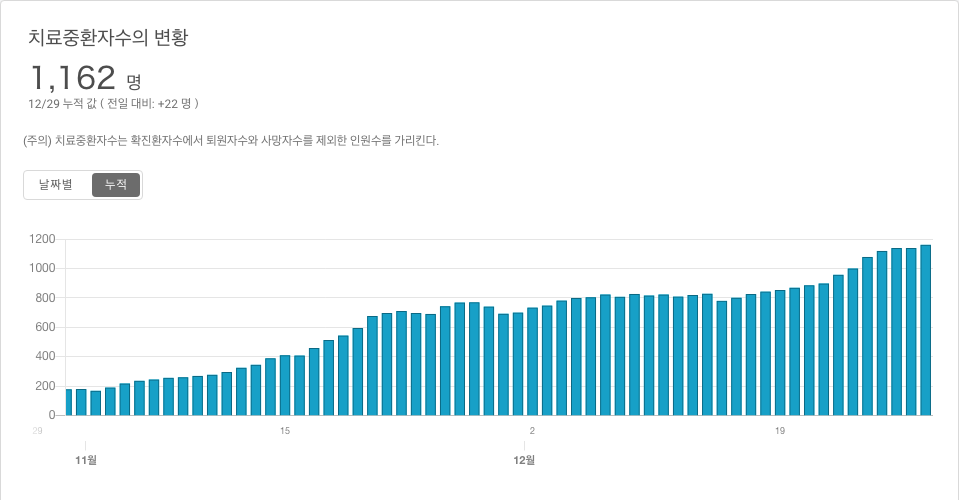 치료중환자수의 변황
1,162 명
12/29 누적 값 ( 전일 대비: +22 명 )
(주의) 치료중환자수는 확진환자수에서 퇴원자수와 사망자수를 제외한 인원수를 가리킨다.
날짜별 누적
1200
1000
800
600
400
200
0
29 15 2 19
11월 12월